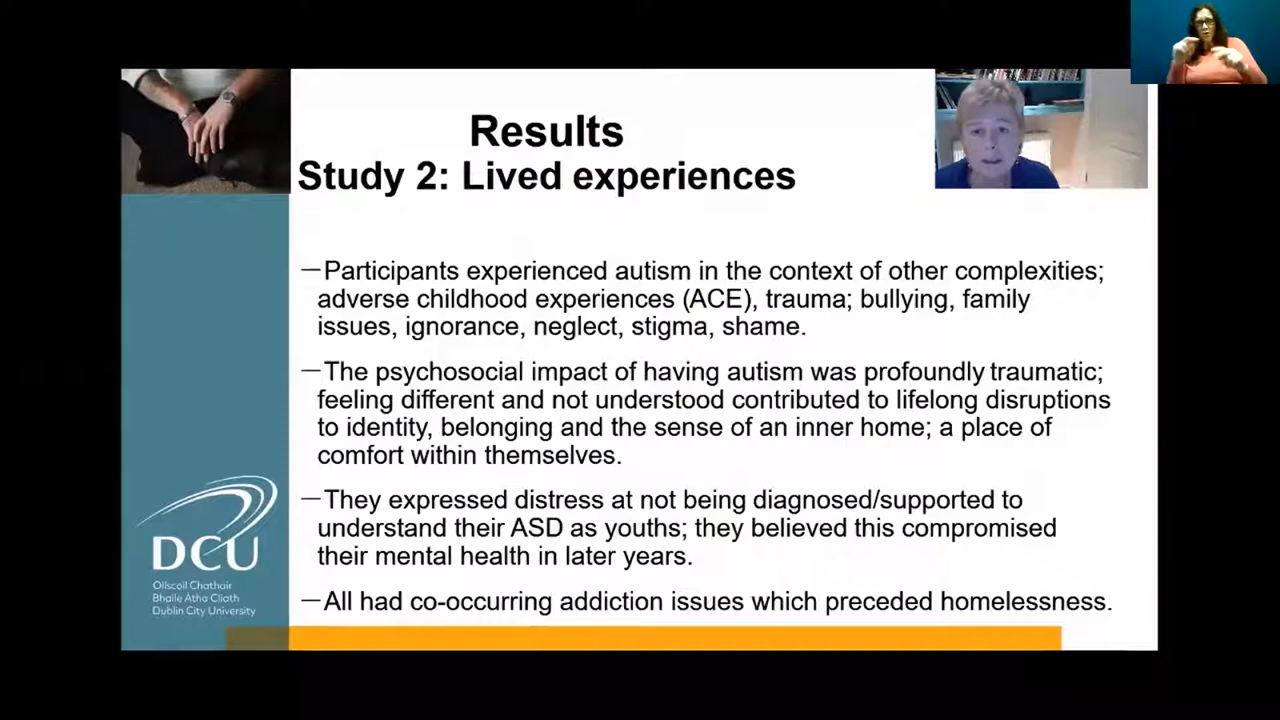 Results
Study 2: Lived experiences
—Participants experienced autism in the context of other complexities;
adverse childhood experiences (ACE), trauma; bullying, family
issues, ignorance, neglect, stigma, shame.
—The psychosocial impact of having autism was profoundly traumatic;
feeling different and not understood contributed to lifelong disruptions
to identity, belonging and the sense of an inner home; a place of
comfort within themselves.
—They expressed distress at not being diagnosed/supported to
understand their ASD as youths; they believed this compromised
their mental health in later years.
—All had co-occurring addiction issues which preceded homelessness.
DCU
Ollscoil Chathair
Bhaile Átha Cliath
Dublin City University